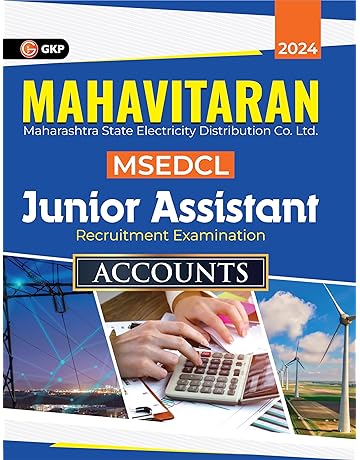 GKP
2024
MAHAVITARAN
Maharashtra State Electricity Distribution Co. Ltd.
MSEDCL
Junior Assistant
Recruitment Examination
ACCOUNTS